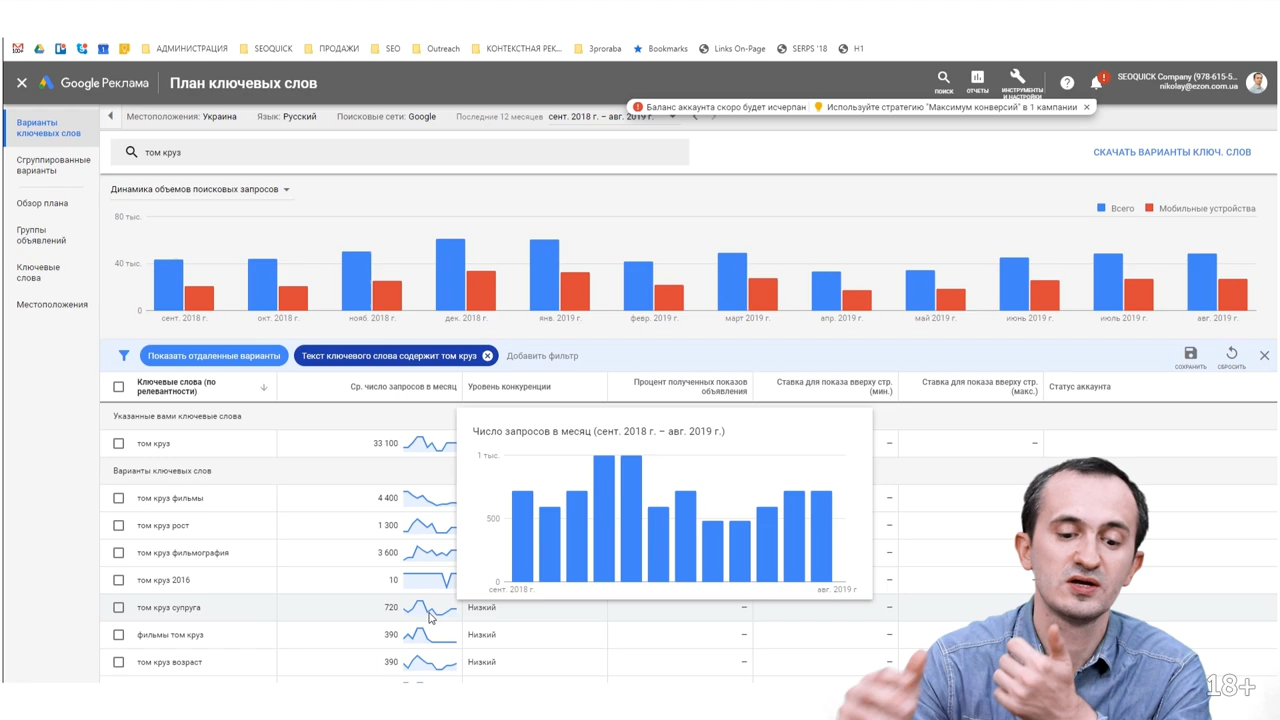 АДМИНИСТРАЦИЯ SEOQUICK ПРОДАЖИ SEO Outreach КОНТЕКСТНАЯ РЕК... 3proraba Bookmarks Links On-Page SERPS '18 H1
Google Реклама План ключевых слов
ПОИСК ОТЧЕТЫ ИНСТРУМЕНТЫ И НАСТРОЙКИ
SEOQUICK Company (978-615-5...
nikolay@ezon.com.ua
Баланс аккаунта скоро будет исчерпан Используйте стратегию "Максимум конверсий" в 1 кампании
Местоположения: Украина Язык: Русский Поисковые сети: Google Последние 12 месяцев сент. 2018 г. – авг. 2019 г.
Варианты ключевых слов
Сгруппированные варианты
Обзор плана
Группы объявлений
Ключевые слова
Местоположения
том круз
СКАЧАТЬ ВАРИАНТЫ КЛЮЧ. СЛОВ
Динамика объемов поисковых запросов
Всего Мобильные устройства
80 тыс.
40 тыс.
0
сент. 2018 г. окт. 2018 г. нояб. 2018 г. дек. 2018 г. янв. 2019 г. февр. 2019 г. март 2019 г. апр. 2019 г. май 2019 г. июнь 2019 г. июль 2019 г. авг. 2019 г.
Показать отдаленные варианты Текст ключевого слова содержит том круз Добавить фильтр
СОХРАНИТЬ СБРОСИТЬ
Ключевые слова (по релевантности) Ср. число запросов в месяц Уровень конкуренции Процент полученных показов объявления Ставка для показа вверху стр. (мин.) Ставка для показа вверху стр. (макс.) Статус аккаунта
Указанные вами ключевые слова
том круз 33 100 – –
Варианты ключевых слов
том круз фильмы 4 400 –
том круз рост 1 300 –
том круз фильмография 3 600 –
том круз 2016 10 –
том круз супруга 720 Низкий – –
фильмы том круз 390 Низкий – –
том круз возраст 390 Низкий – –
Число запросов в месяц (сент. 2018 г. – авг. 2019 г.)
1 тыс.
500
0
сент. 2018 г. авг. 2019 г
18+